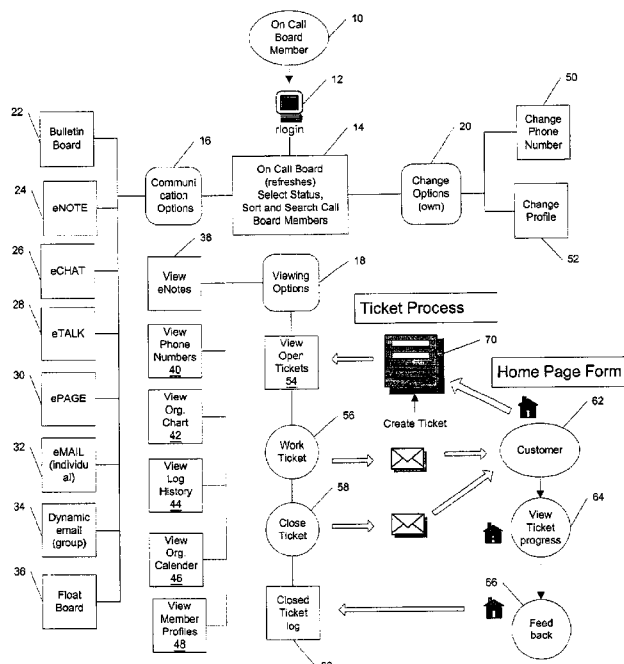 On Call
Board
Member
10
12
rlogin
14
On Call Board
(refreshes)
Select Status,
Sort and Search Call
Board Members
16
Communi
cation
Options
20
Change
Options
(own)
50
Change
Phone
Number
Change
Profile
52
22
Bulletin
Board
24
eNOTE
26
eCHAT
28
eTALK
30
ePAGE
32
eMAIL
(individu
al)
34
Dynamic
email
(group)
36
Float
Board
38
View
eNotes
View
Phone
Numbers
40
View
Org.
Chart
42
View
Log
History
44
View
Org.
Calender
46
View
Member
Profiles
48
18
Viewing
Options
View
Open
Tickets
54
56
Work
Ticket
58
Close
Ticket
Closed
Ticket
log
Ticket Process
70
Create Ticket
Home Page Form
62
Customer
64
View
Ticket
progress
66
Feed
back